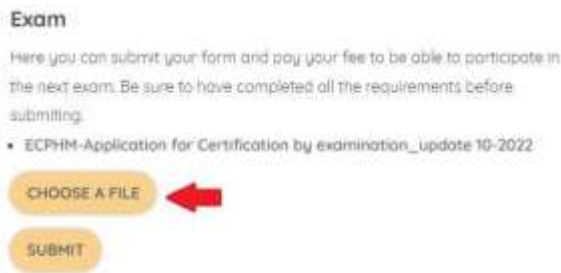 Exam
Here you can submit your form and pay your fee to be able to participate in
the next exam. Be sure to have completed all the requirements before
submiting.
• ECPHM-Application for Certification by examination_update 10-2022
CHOOSE A FILE
SUBMIT